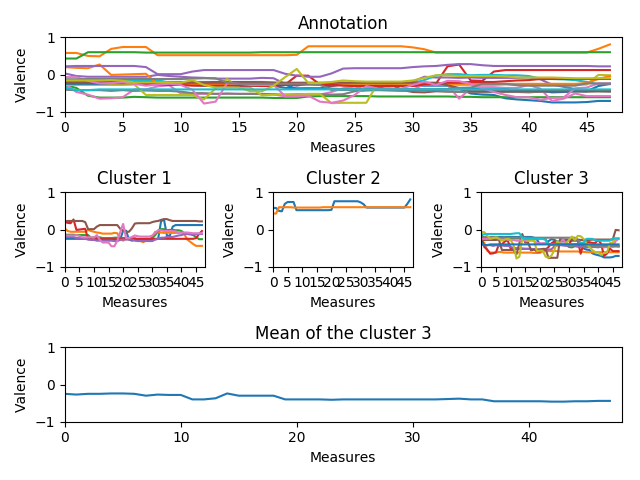 Annotation
Valence
1
0
−1
0 5 10 15 20 25 30 35 40 45
Measures
Cluster 1
Valence
1
0
−1
0 5 1015202530354045
Measures
Cluster 2
Valence
1
0
−1
0 5 1015202530354045
Measures
Cluster 3
Valence
1
0
−1
0 5 1015202530354045
Measures
Mean of the cluster 3
Valence
1
0
−1
0 10 20 30 40
Measures